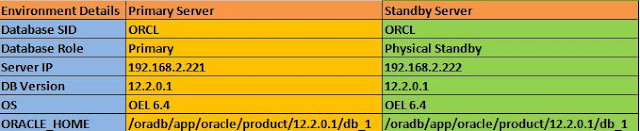 Environment Details Primary Server Standby Server
Database SID ORCL ORCL
Database Role Primary Physical Standby
Server IP 192.168.2.221 192.168.2.222
DB Version 12.2.0.1 12.2.0.1
OS OEL 6.4 OEL 6.4
ORACLE_HOME /oradb/app/oracle/product/12.2.0.1/db_1 /oradb/app/oracle/product/12.2.0.1/db_1